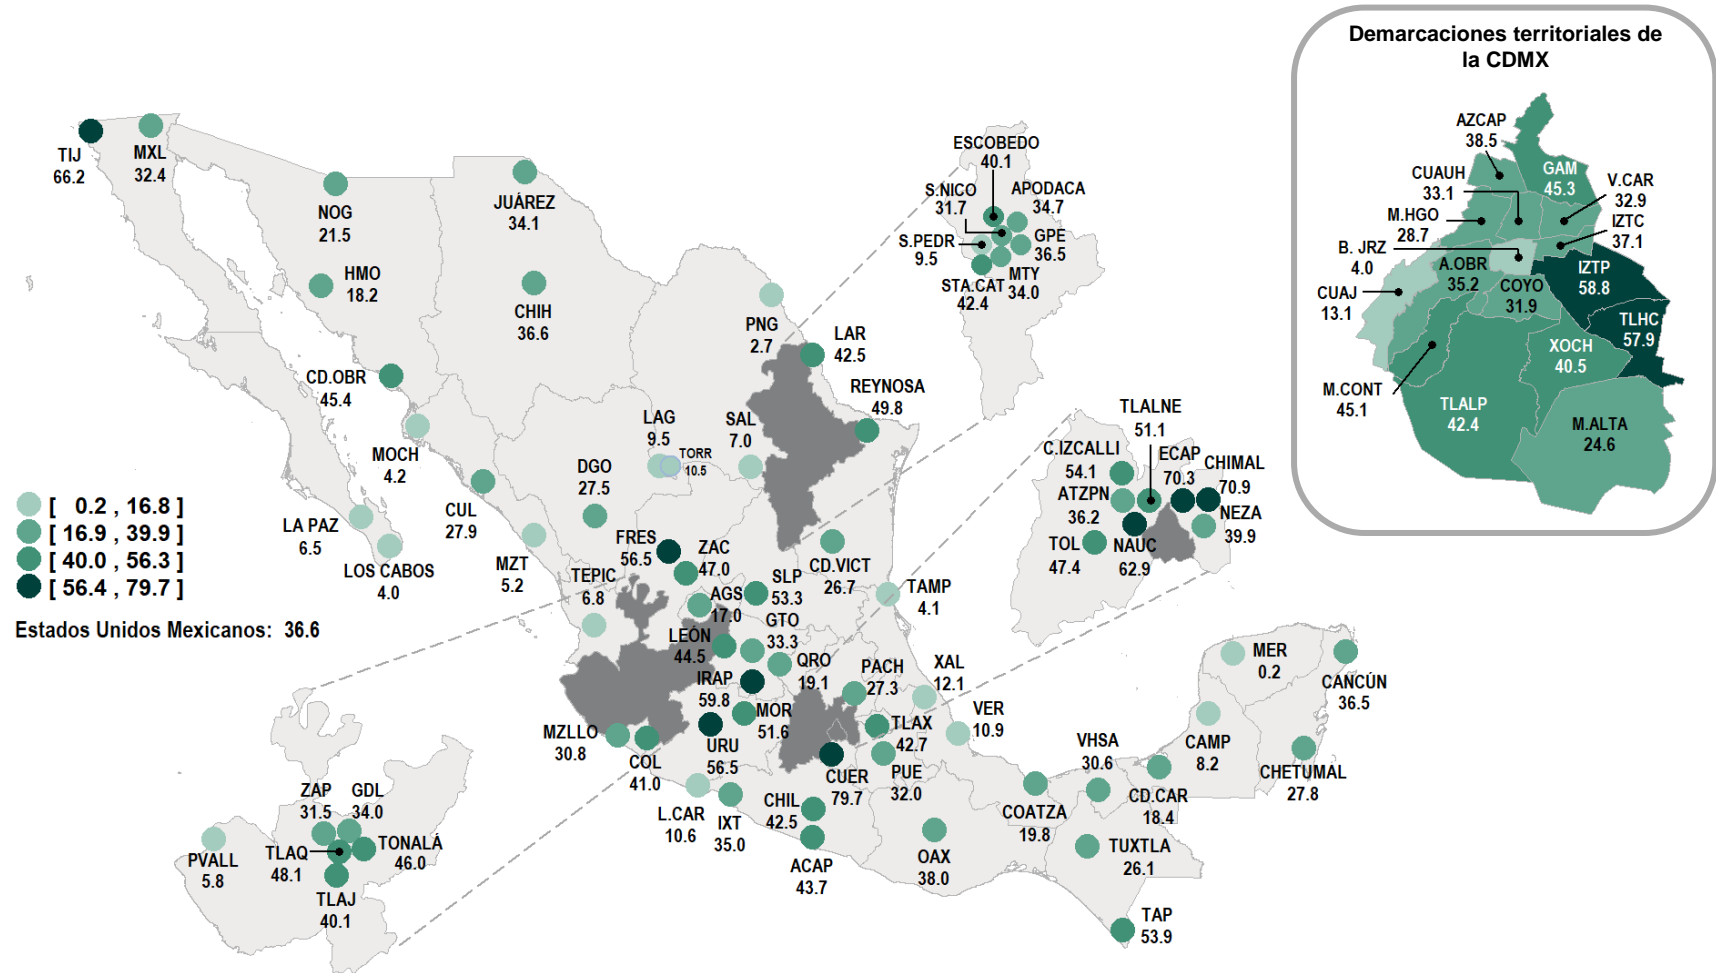 Demarcaciones territoriales de
la CDMX
AZCAP
38.5
GAM
45.3
CUAUH
33.1
V.CAR
32.9
M.HGO
28.7
IZTC
37.1
B. JRZ
4.0
A.OBR
35.2
IZTP
58.8
CUAJ
13.1
COYO
31.9
TLHC
57.9
XOCH
40.5
M.CONT
45.1
TLALP
42.4
M.ALTA
24.6
TIJ
66.2
MXL
32.4
NOG
21.5
JUÁREZ
34.1
HMO
18.2
CHIH
36.6
ESCOBEDO
40.1
S.NICO
31.7
APODACA
34.7
S.PEDR
9.5
GPE
36.5
MTY
34.0
STA.CAT
42.4
PNG
2.7
LAR
42.5
REYNOSA
49.8
CD.OBR
45.4
MOCH
4.2
LAG
9.5
TORR
10.5
SAL
7.0
DGO
27.5
CUL
27.9
LA PAZ
6.5
LOS CABOS
4.0
MZT
5.2
TLALNE
51.1
C.IZCALLI
54.1
ECAP
70.3
CHIMAL
70.9
ATZPN
36.2
NEZA
39.9
TOL
47.4
NAUC
62.9
[ 0.2 , 16.8 ]
[ 16.9 , 39.9 ]
[ 40.0 , 56.3 ]
[ 56.4 , 79.7 ]
Estados Unidos Mexicanos: 36.6
FRES
56.5
ZAC
47.0
TEPIC
6.8
AGS
17.0
SLP
53.3
CD.VICT
26.7
TAMP
4.1
LEÓN
44.5
GTO
33.3
QRO
19.1
IRAP
59.8
PACH
27.3
XAL
12.1
MOR
51.6
TLAX
42.7
VER
10.9
MZLLO
30.8
COL
41.0
URU
56.5
CUER
79.7
PUE
32.0
L.CAR
10.6
IXT
35.0
CHIL
42.5
ACAP
43.7
OAX
38.0
COATZA
19.8
VHSA
30.6
CD.CAR
18.4
TUXTLA
26.1
TAP
53.9
MER
0.2
CANCÚN
36.5
CAMP
8.2
CHETUMAL
27.8
ZAP
31.5
GDL
34.0
PVALL
5.8
TLAQ
48.1
TONALÁ
46.0
TLAJ
40.1